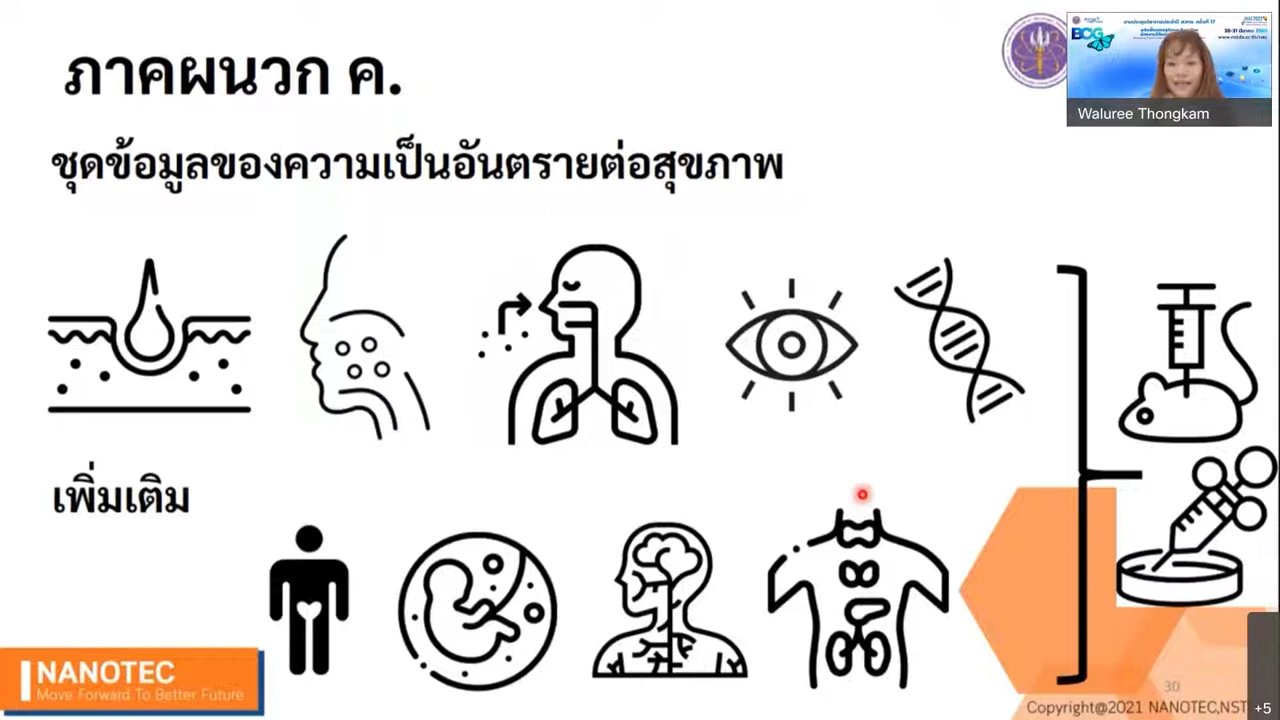 ภาคผนวก ค.
ชุดข้อมูลของความเป็นอันตรายต่อสุขภาพ
เพิ่มเติม
BCG
Waluree Thongkam
NANOTEC
Move Forward To Better Future
30
Copyright@2021 NANOTEC,NST
+5